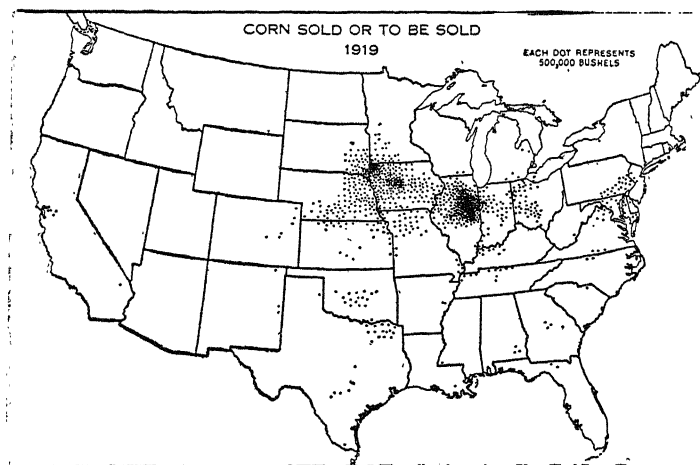 CORN SOLD OR TO BE SOLD
1919
EACH DOT REPRESENTS
500,000 BUSHELS